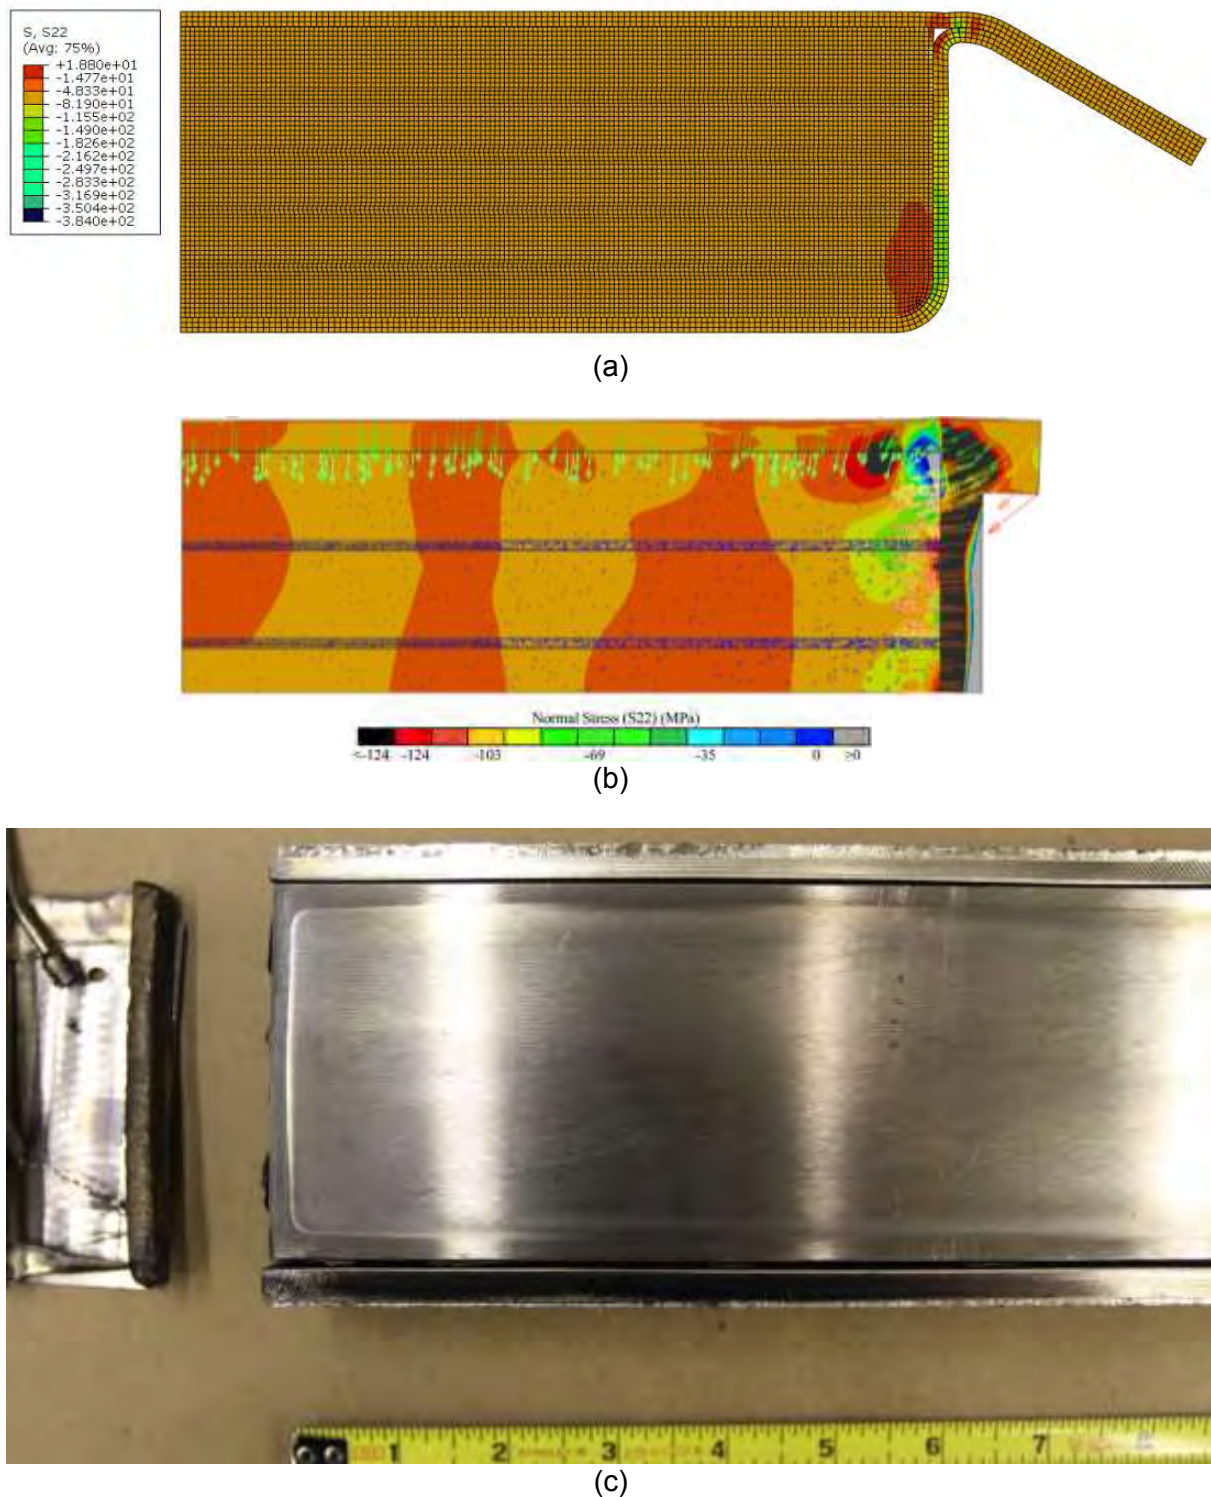 S, S22
(Avg: 75%)
+1.880e+01
-1.477e+01
-4.833e+01
-8.190e+01
-1.155e+02
-1.490e+02
-1.826e+02
-2.162e+02
-2.497e+02
-2.833e+02
-3.169e+02
-3.504e+02
-3.840e+02
(a)
Normal Stress (S22) (MPa)
≤-124 -124 -103 -69 -35 0 >0
(b)
1 2 3 4 5 6 7 8
(c)